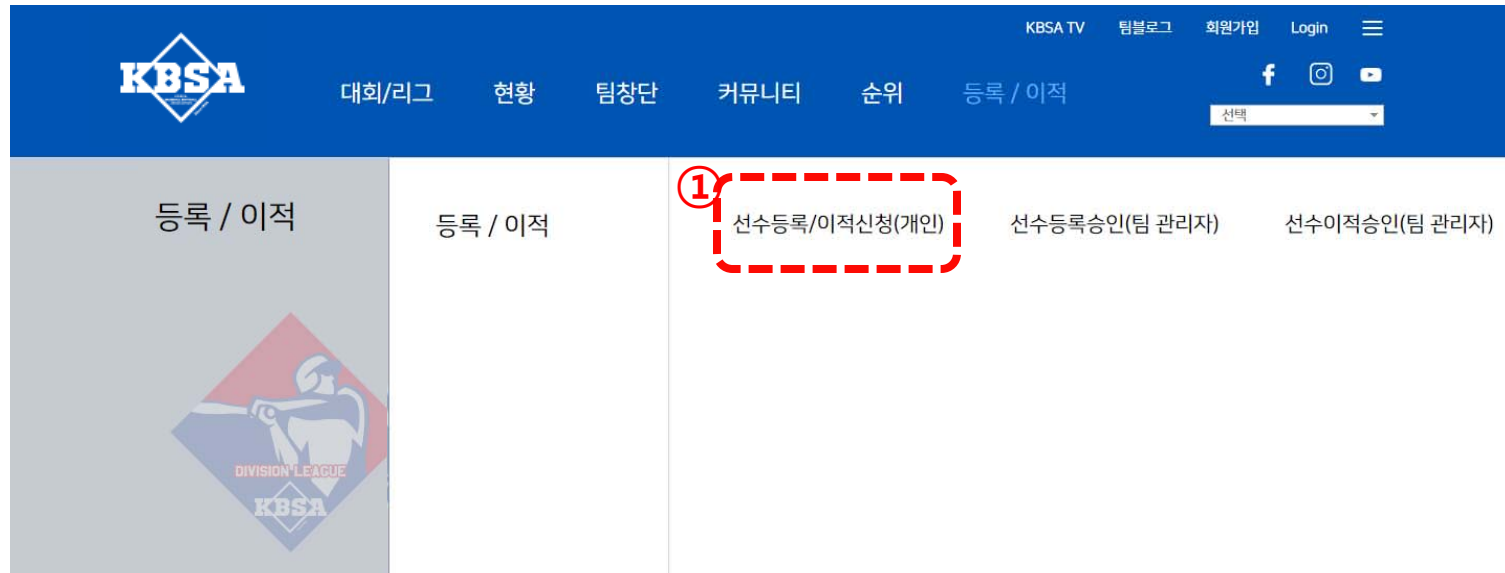 KBSA TV 팀블로그 회원가입 Login
KBSA
대회/리그 현황 팀창단 커뮤니티 순위 등록 / 이적
선택
①
등록 / 이적
등록 / 이적
선수등록/이적신청(개인) 선수등록승인(팀 관리자) 선수이적승인(팀 관리자)
DIVISION LEAGUE
KBSA